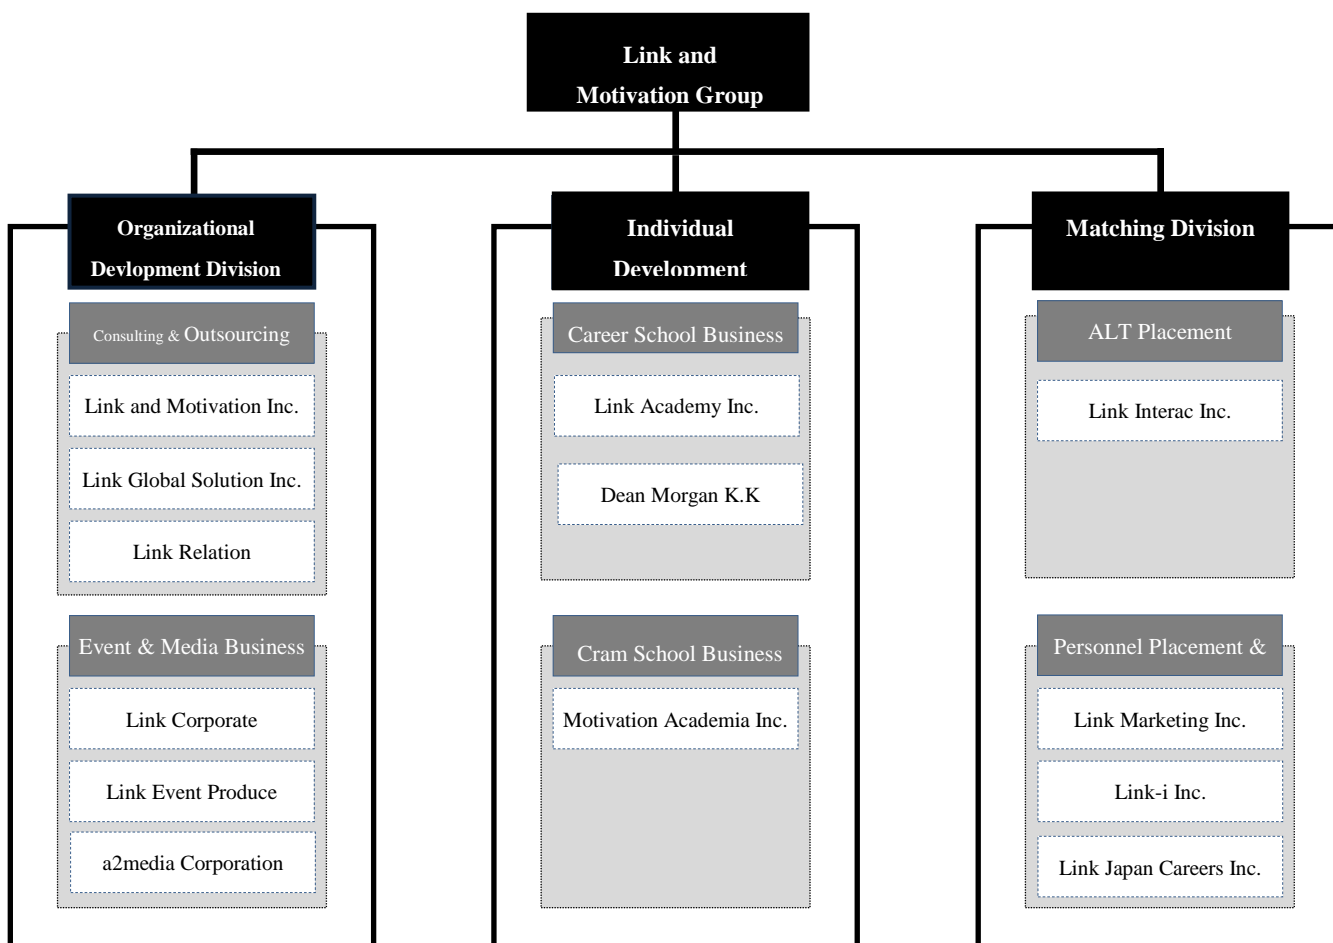 Link and
Motivation Group
Organizational
Devlopment Division
Consulting & Outsourcing
Link and Motivation Inc.
Link Global Solution Inc.
Link Relation
Event & Media Business
Link Corporate
Link Event Produce
a2media Corporation
Individual
Development
Career School Business
Link Academy Inc.
Dean Morgan K.K
Cram School Business
Motivation Academia Inc.
Matching Division
ALT Placement
Link Interac Inc.
Personnel Placement &
Link Marketing Inc.
Link-i Inc.
Link Japan Careers Inc.